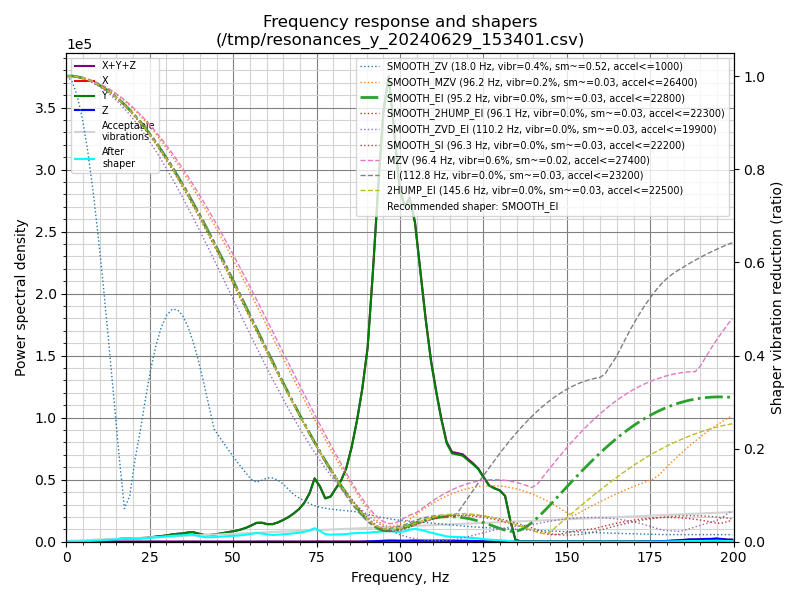 Frequency response and shapers
(/tmp/resonances_y_20240629_153401.csv)
1e5
X+Y+Z
X
Y
Z
Acceptable
vibrations
After
shaper
SMOOTH_ZV (18.0 Hz, vibr=0.4%, sm~=0.52, accel<=1000)
SMOOTH_MZV (96.2 Hz, vibr=0.2%, sm~=0.03, accel<=26400)
SMOOTH_EI (95.2 Hz, vibr=0.0%, sm~=0.03, accel<=22800)
SMOOTH_2HUMP_EI (96.1 Hz, vibr=0.0%, sm~=0.03, accel<=22300)
SMOOTH_ZVD_EI (110.2 Hz, vibr=0.0%, sm~=0.03, accel<=19900)
SMOOTH_SI (96.3 Hz, vibr=0.0%, sm~=0.03, accel<=22200)
MZV (96.4 Hz, vibr=0.6%, sm~=0.02, accel<=27400)
EI (112.8 Hz, vibr=0.0%, sm~=0.03, accel<=23200)
2HUMP_EI (145.6 Hz, vibr=0.0%, sm~=0.03, accel<=22500)
Recommended shaper: SMOOTH_EI
3.5
3.0
2.5
2.0
1.5
1.0
0.5
0.0
Power spectral density
1.0
0.8
0.6
0.4
0.2
0.0
Shaper vibration reduction (ratio)
0 25 50 75 100 125 150 175 200
Frequency, Hz